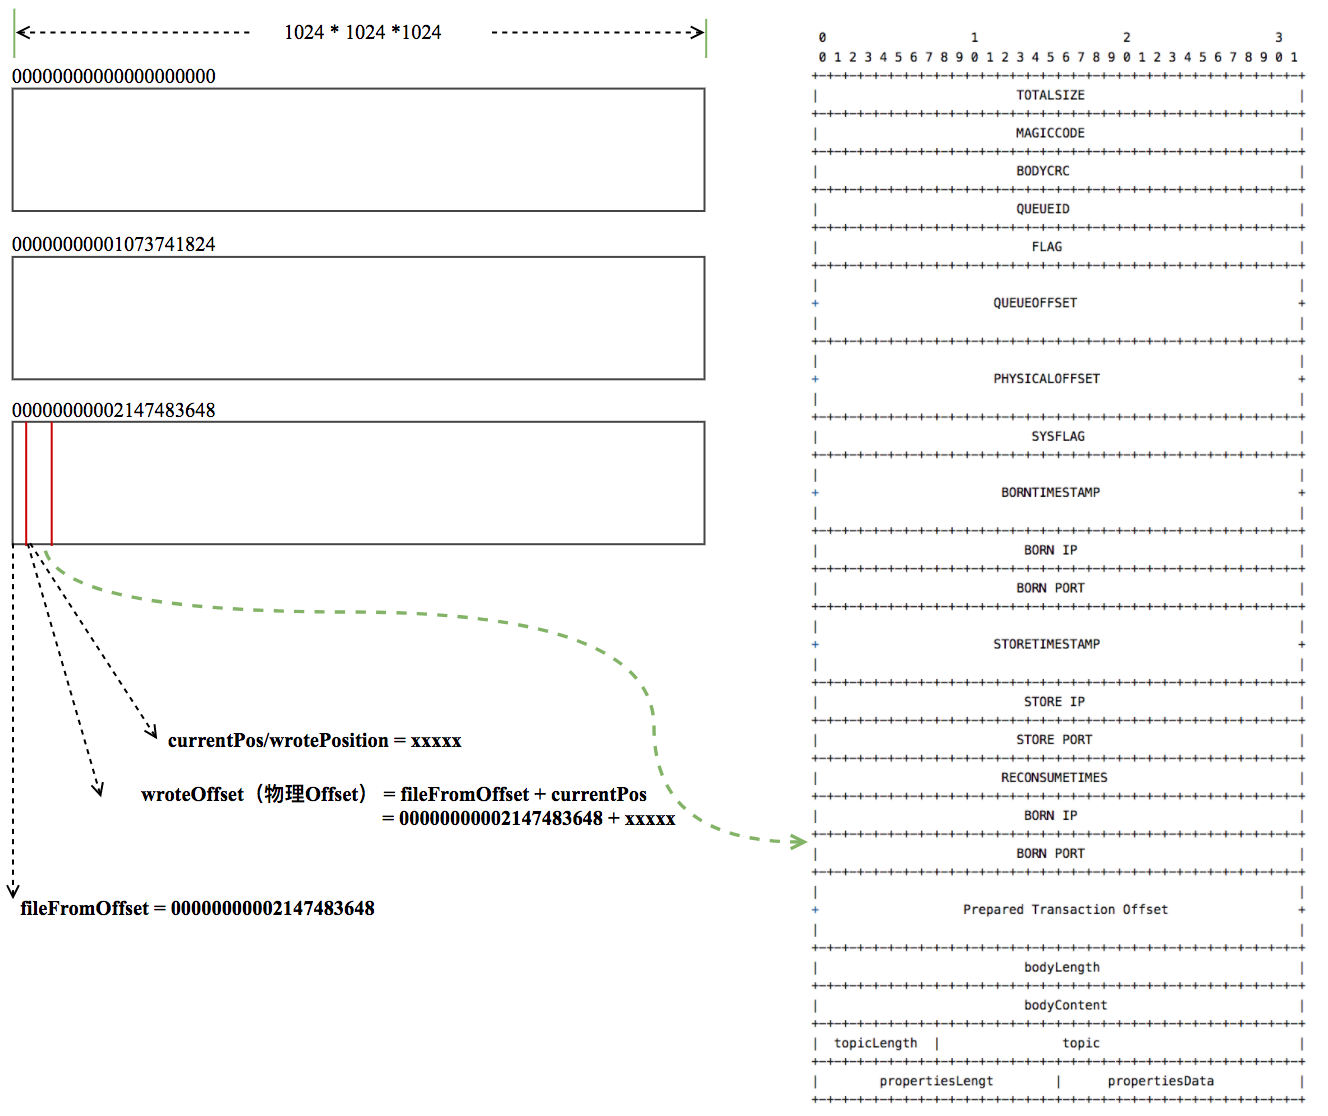 1024 * 1024 *1024
00000000000000000000
00000000001073741824
00000000002147483648
currentPos/wrotePosition = xxxxx
wroteOffset（物理Offset） = fileFromOffset + currentPos
= 00000000002147483648 + xxxxx
fileFromOffset = 00000000002147483648
0 1 2 3
0 1 2 3 4 5 6 7 8 9 0 1 2 3 4 5 6 7 8 9 0 1 2 3 4 5 6 7 8 9 0 1
TOTALSIZE
MAGICCODE
BODYCRC
QUEUEID
FLAG
QUEUEOFFSET
PHYSICALOFFSET
SYSFLAG
BORNTIMESTAMP
BORN IP
BORN PORT
STORETIMESTAMP
STORE IP
STORE PORT
RECONSUMETIMES
BORN IP
BORN PORT
Prepared Transaction Offset
bodyLength
bodyContent
topicLength | topic
propertiesLengt | propertiesData